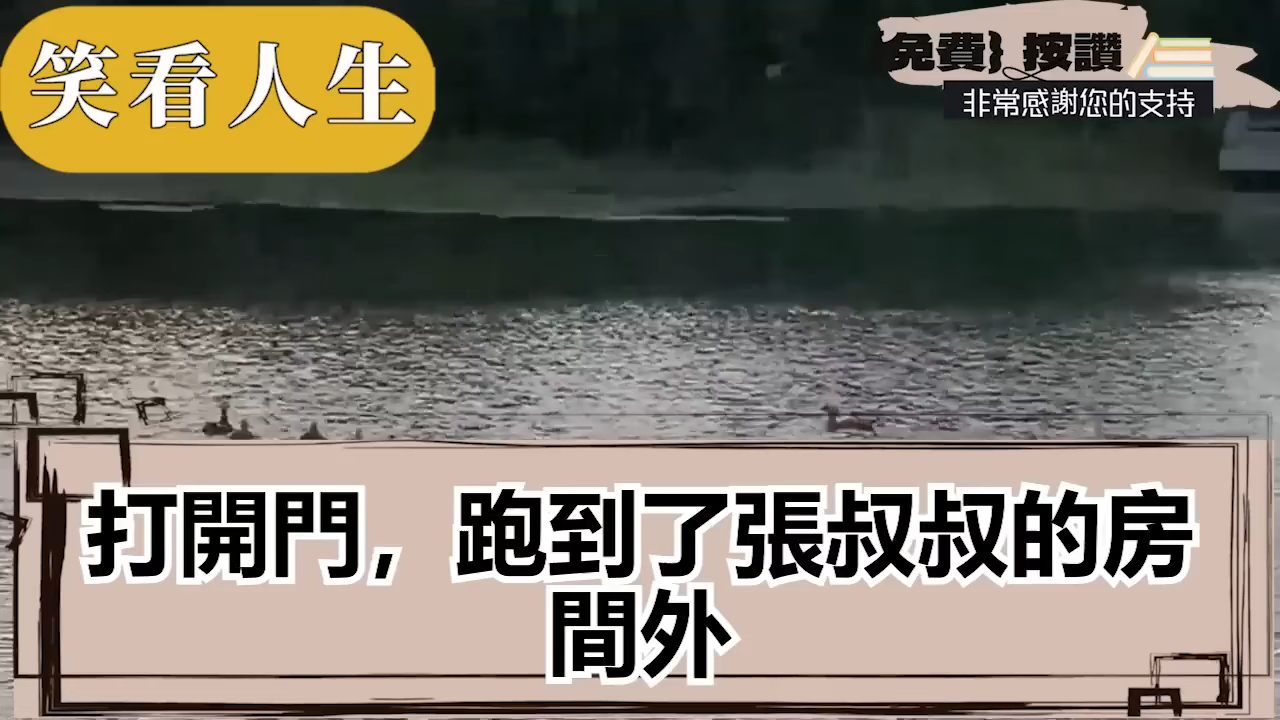 笑看人生
免費} 按讚
非常感謝您的支持
打開門，跑到了張叔叔的房
間外